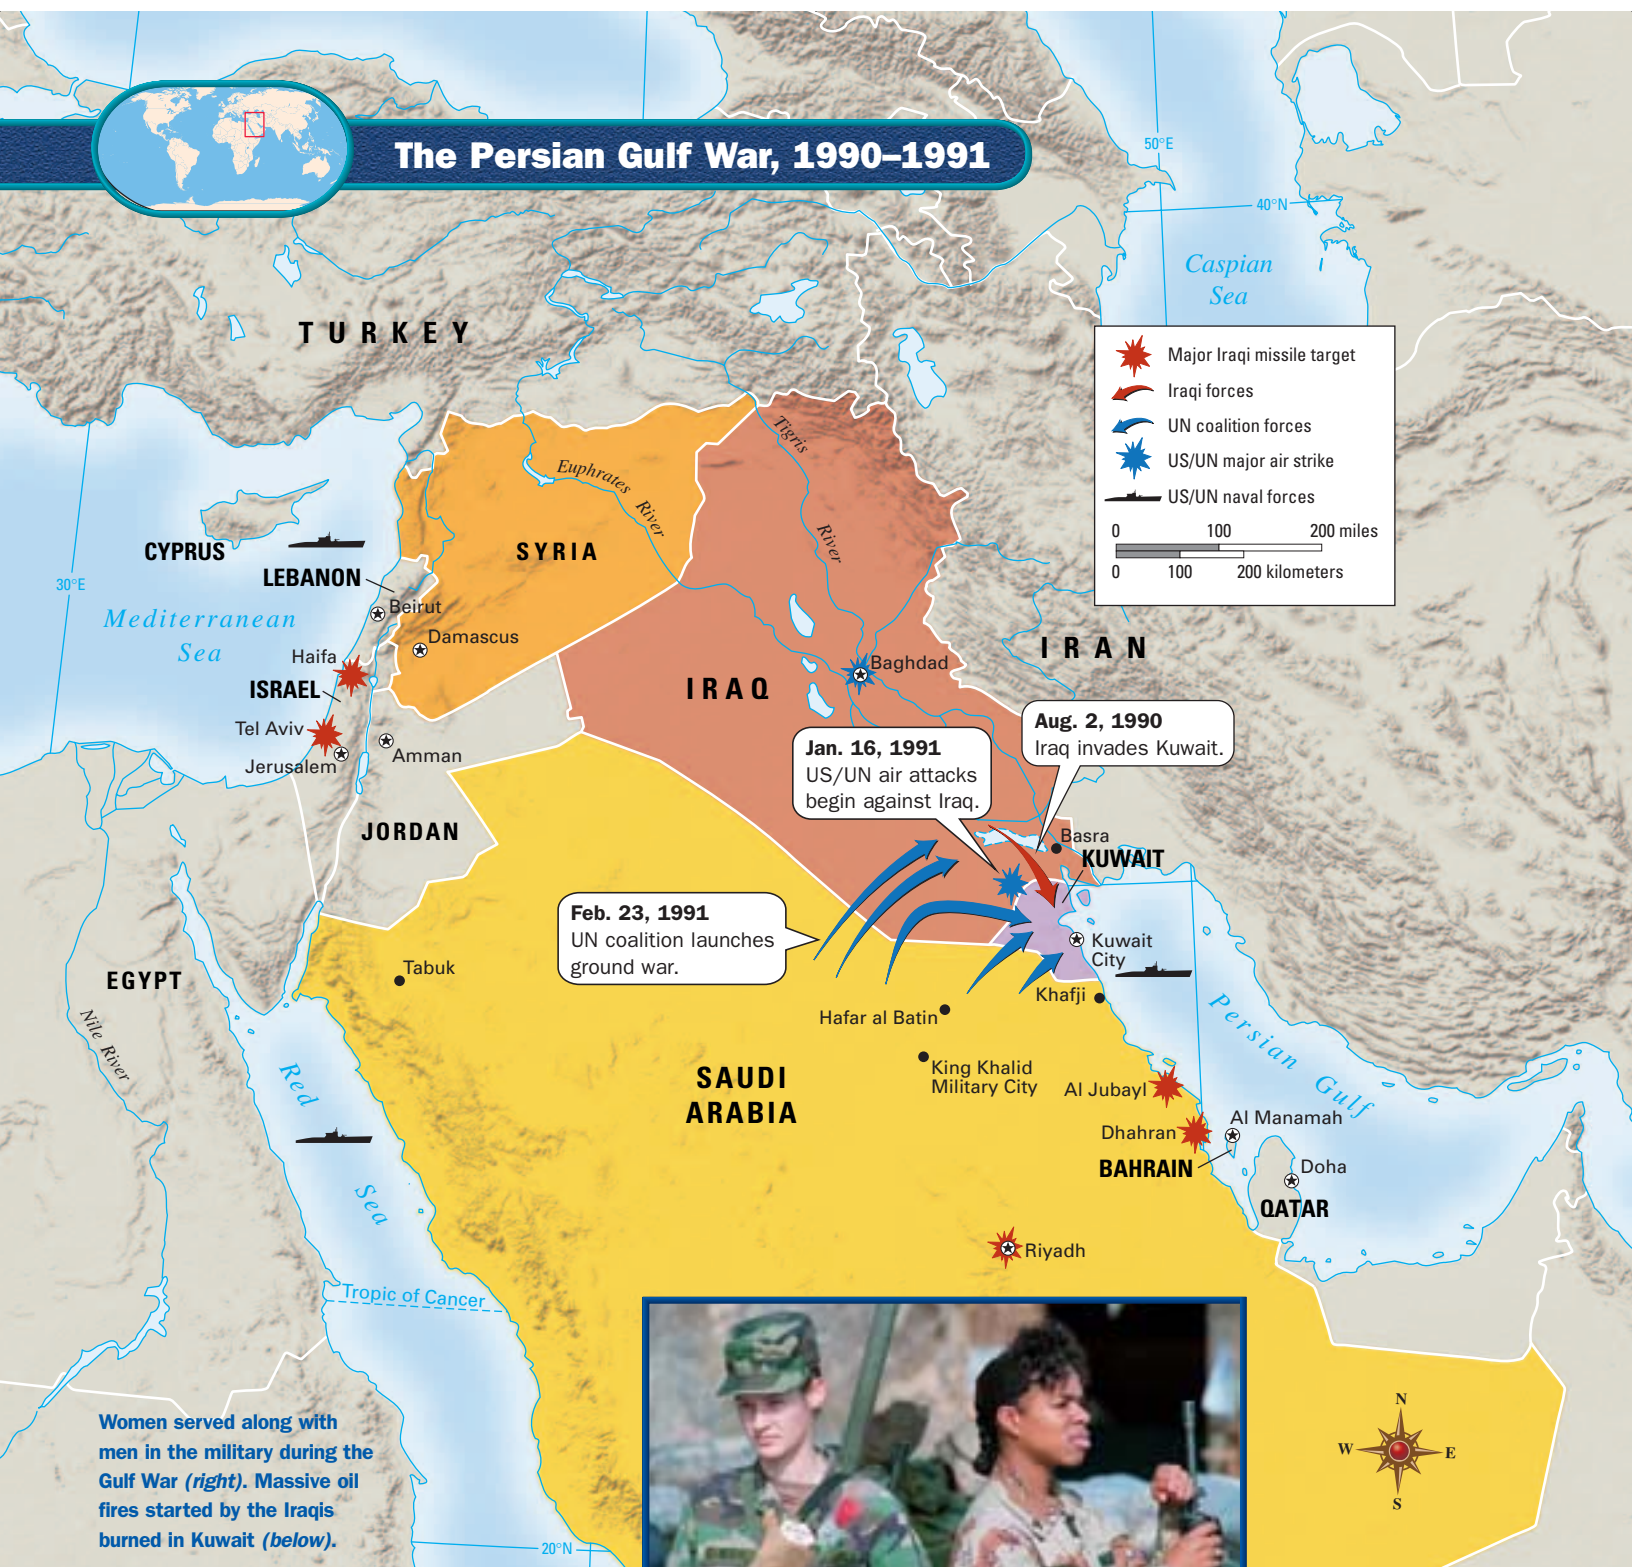 The Persian Gulf War, 1990–1991
50°E
40°N
Caspian
Sea
TURKEY
Major Iraqi missile target
Iraqi forces
UN coalition forces
US/UN major air strike
US/UN naval forces
0 100 200 miles
0 100 200 kilometers
Tigris
River
Euphrates
River
SYRIA
CYPRUS
LEBANON
30°E
Beirut
Mediterranean
Sea
Damascus
Haifa
ISRAEL
IRAQ
Baghdad
IRAN
Tel Aviv
Jerusalem
Amman
Aug. 2, 1990
Iraq invades Kuwait.
Jan. 16, 1991
US/UN air attacks
begin against Iraq.
JORDAN
Basra
KUWAIT
Feb. 23, 1991
UN coalition launches
ground war.
Kuwait
City
EGYPT
Tabuk
Khafji
Hafar al Batin
Nile River
Persian Gulf
King Khalid
Military City
SAUDI
ARABIA
Al Jubayl
Red
Sea
Al Manamah
Dhahran
BAHRAIN
Doha
QATAR
Riyadh
Tropic of Cancer
N
W
E
S
Women served along with
men in the military during the
Gulf War (right). Massive oil
fires started by the Iraqis
burned in Kuwait (below).
20°N